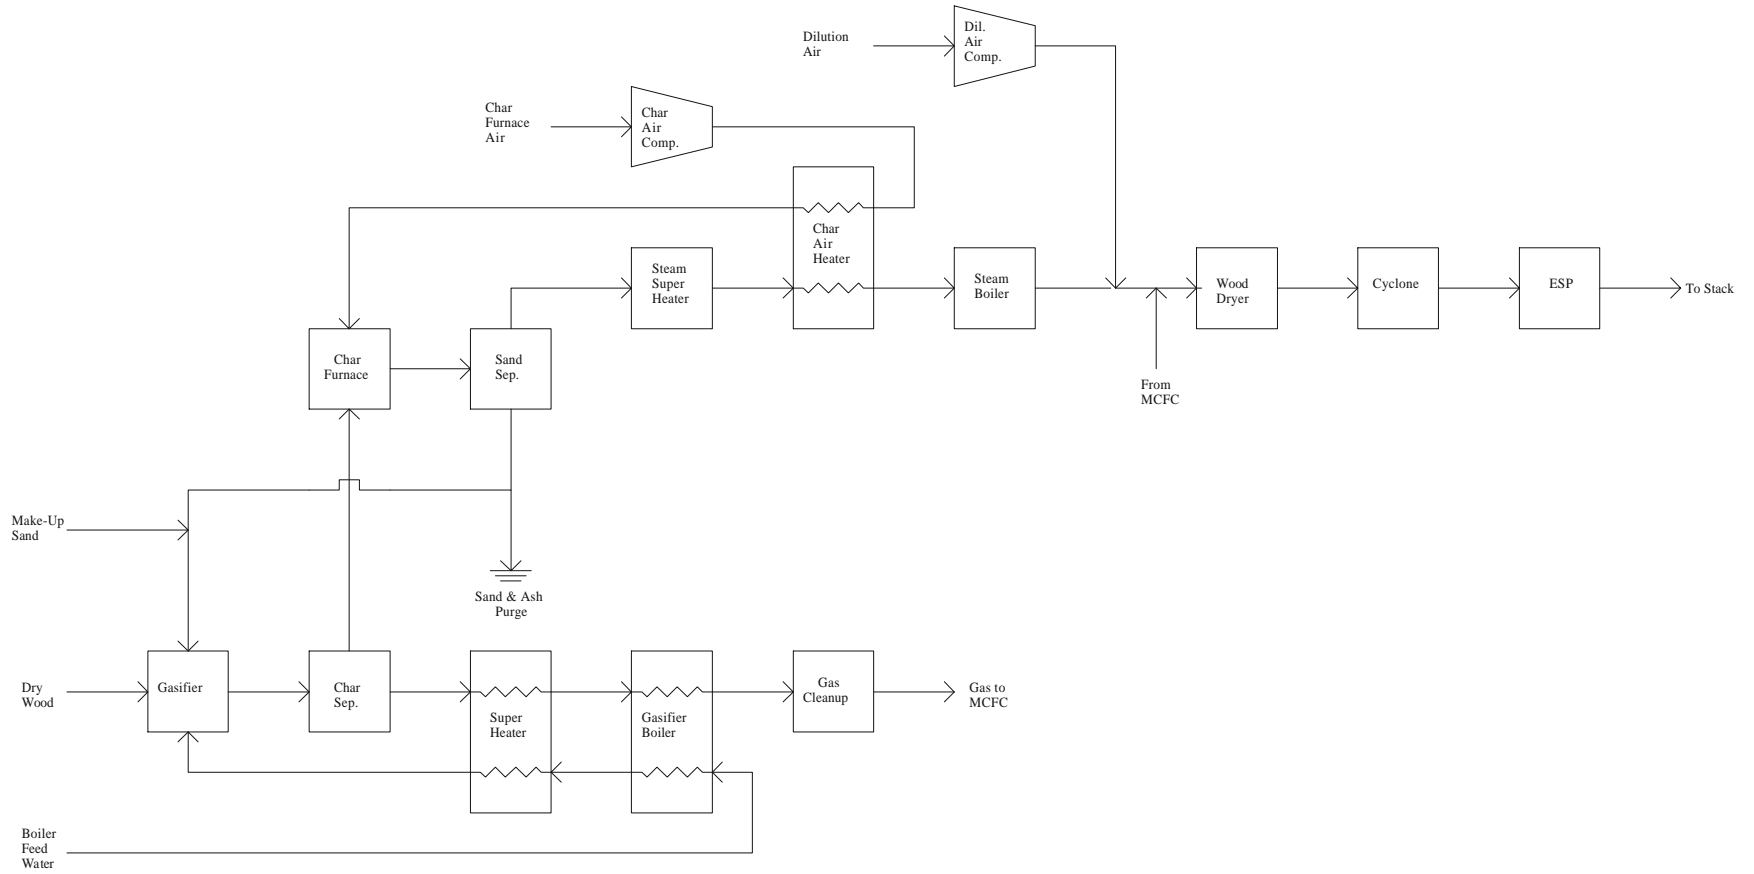 Dilution
Air
Dil.
Air
Comp.
Char
Furnace
Air
Char
Air
Comp.
Char
Air
Heater
Steam
Super
Heater
Steam
Boiler
Wood
Dryer
Cyclone
ESP
To Stack
Char
Furnace
Sand
Sep.
From
MCFC
Make-Up
Sand
Sand & Ash
Purge
Dry
Wood
Gasifier
Char
Sep.
Super
Heater
Gasifier
Boiler
Gas
Cleanup
Gas to
MCFC
Boiler
Feed
Water